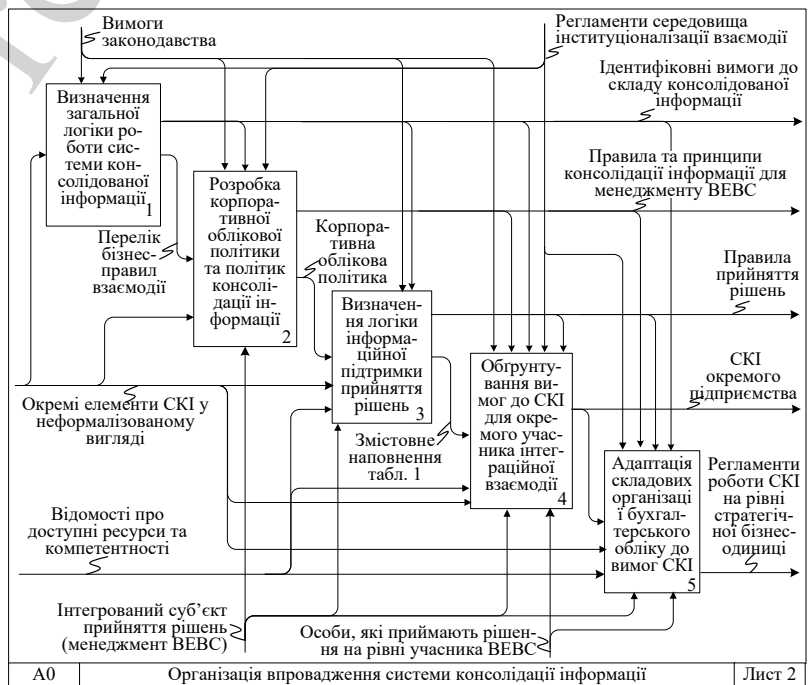 Вимоги
законодавства
Регламенти середовища
інституціоналізації взаємодії
Ідентифіковні вимоги до
складу консолідованої
інформації
Визначення
загальної
логіки ро-
боти сис-
теми кон-
солідованої
інформації
1
Правила та принципи
консолідації інформації для
менеджменту ВЕВС
Розробка
корпора-
тивної
облікової
політики
та політик
консолі-
дації ін-
формації
2
Перелік
бізнес-
правил
взаємодії
Корпора-
тивна
облікова
політика
Правила
прийняття
рішень
Визначен-
ня логіки
інформа-
ційної
підтримки
прийняття
рішень
3
СКІ
окремого
підприємства
Обґрунту-
вання ви-
мог до СКІ
для окре-
мого учас-
ника інтег-
раційної
взаємодії
4
Окремі елементи СКІ у
неформалізованому
вигляді
Змістовне
наповнення
табл. 1
Адаптація
складових
організаці
ї бухгал-
терського
обліку до
вимог СКІ
5
Регламенти
роботи СКІ
на рівні
стратегіч-
ної бізнес-
одиниці
Відомості про
доступні ресурси та
компетентності
Інтегрований суб’єкт
прийняття рішень
(менеджмент ВЕВС)
Особи, які приймають рішен-
ня на рівні учасника ВЕВС
А0
Організація впровадження системи консолідації інформації
Лист 2